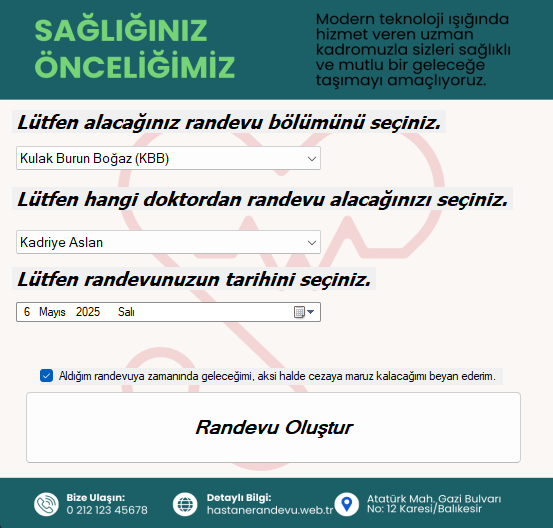 SAĞLIĞINIZ
ÖNCELİĞİMİZ
Modern teknoloji ışığında
hizmet veren uzman
kadromuzla sizleri sağlıklı
ve mutlu bir geleceğe
taşımayı amaçlıyoruz.
Lütfen alacağınız randevu bölümünü seçiniz.
Kulak Burun Boğaz (KBB)
Lütfen hangi doktordan randevu alacağınızı seçiniz.
Kadriye Aslan
Lütfen randevunuzun tarihini seçiniz.
6 Mayıs 2025 Salı
Aldığım randevuya zamanında geleceğimi, aksi halde cezaya maruz kalacağımı beyan ederim.
Randevu Oluştur
Bize Ulaşın:
0 212 123 45678
Detaylı Bilgi:
hastanerandevu.web.tr
Atatürk Mah. Gazi Bulvarı
No: 12 Karesi/Balıkesir